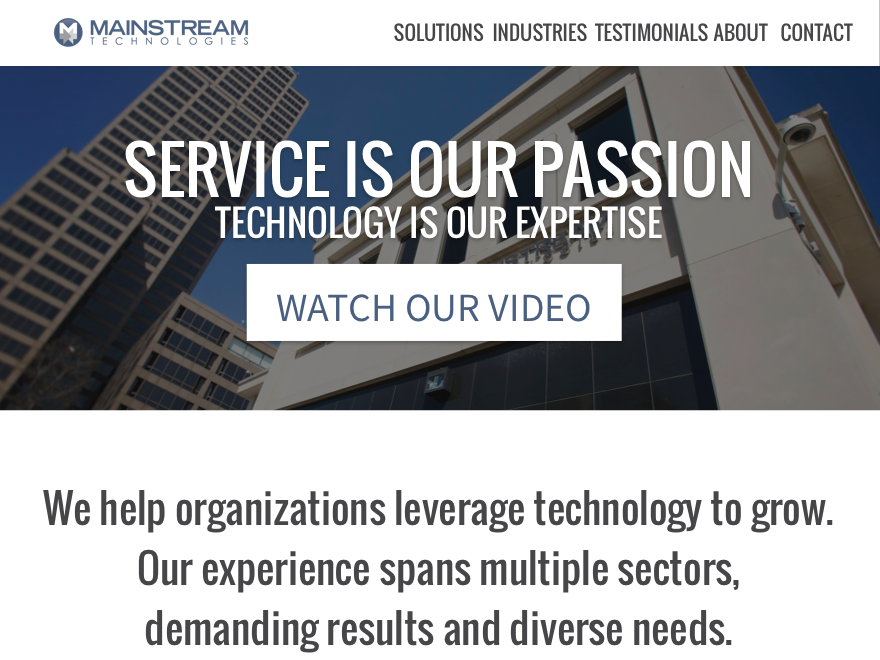 MAINSTREAM
TECHNOLOGIES
SOLUTIONS INDUSTRIES TESTIMONIALS ABOUT CONTACT
SERVICE IS OUR PASSION
TECHNOLOGY IS OUR EXPERTISE
WATCH OUR VIDEO
We help organizations leverage technology to grow.
Our experience spans multiple sectors,
demanding results and diverse needs.